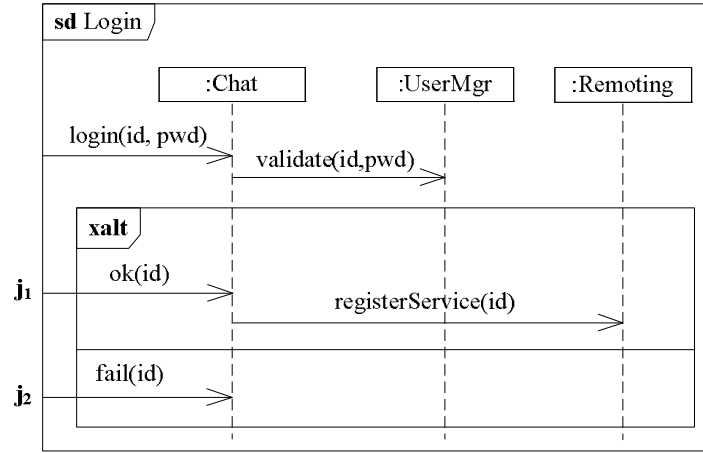 sd Login
:Chat
:UserMgr
:Remoting
login(id, pwd)
validate(id,pwd)
xalt
ok(id)
j1
registerService(id)
fail(id)
j2